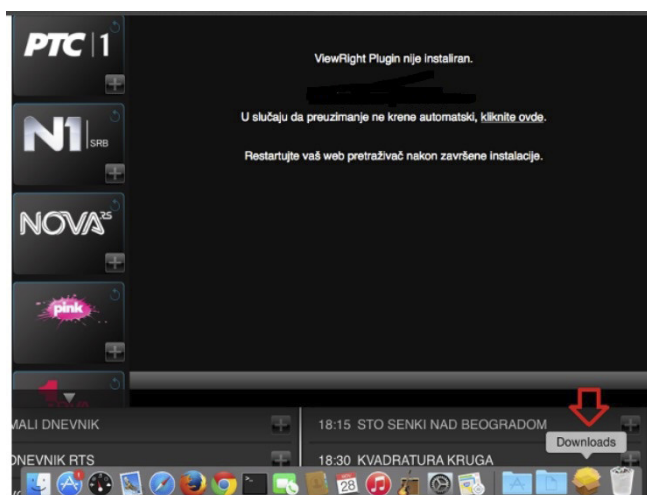 РТС | 1
ViewRight Plugin nije instaliran.
U slučaju da preuzimanje ne krene automatski, kliknite ovde.
N1 | SRB
Restartujte vaš web pretraživač nakon završene instalacije.
NOVA RS
pink
1
MALI DNEVNIK
18:15 STO SENKI NAD BEOGRADOM
Downloads
DNEVNIK RTS
18:30 KVADRATURA KRUGA
28